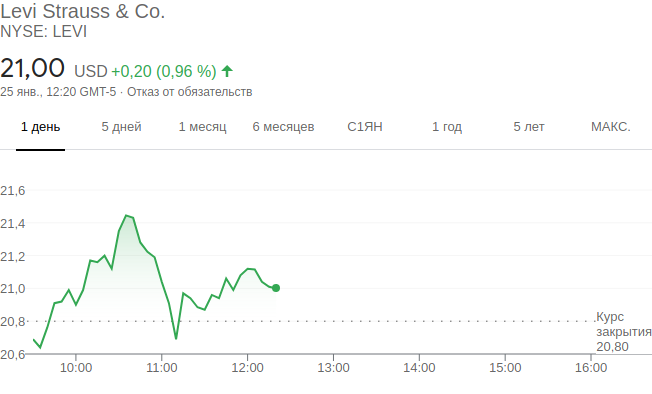 Levi Strauss & Co.
NYSE: LEVI
21,00 USD +0,20 (0,96 %)
25 янв., 12:20 GMT-5 · Отказ от обязательств
1 день 5 дней 1 месяц 6 месяцев С1ЯН 1 год 5 лет МАКС.
21,6
21,4
21,2
21,0
20,8
Курс
закрытия
20,80
20,6
10:00 11:00 12:00 13:00 14:00 15:00 16:00